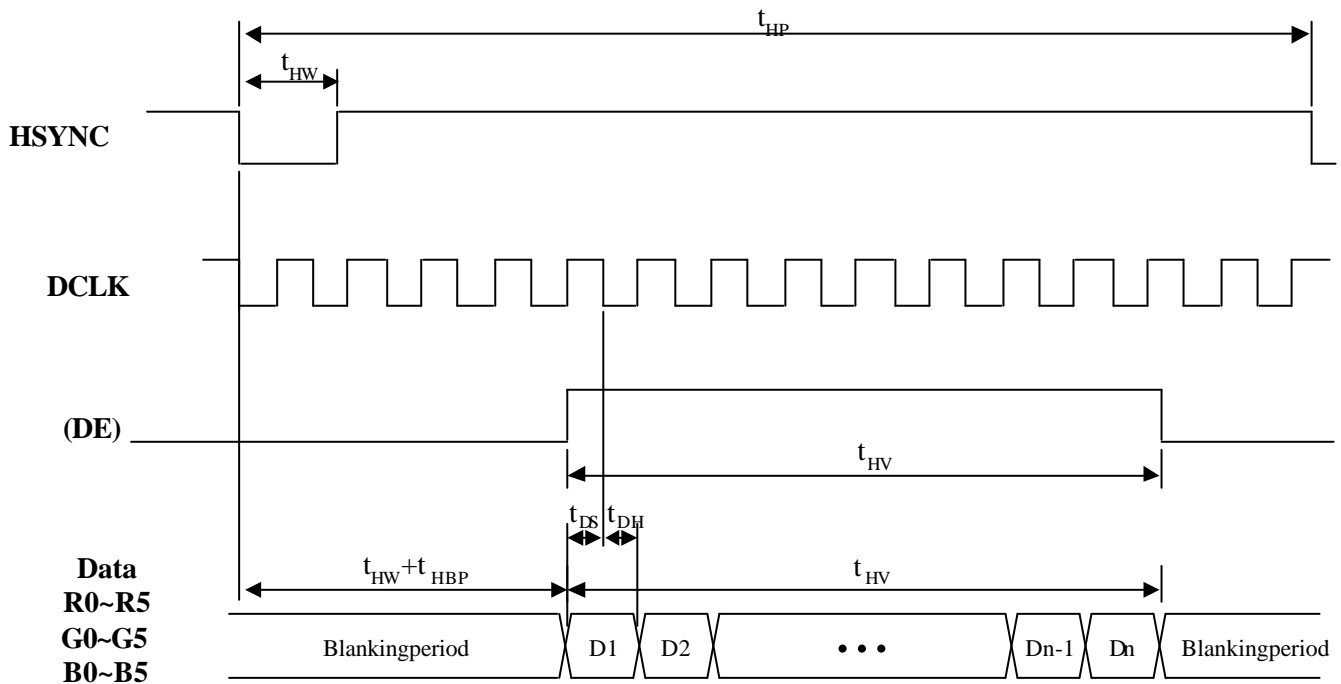 tHP
tHW
HSYNC
DCLK
(DE)
tHV
tDS tDH
Data
R0~R5
G0~G5
B0~B5
tHW+tHBP
tHV
Blankingperiod D1 D2 ••• Dn-1 Dn Blankingperiod